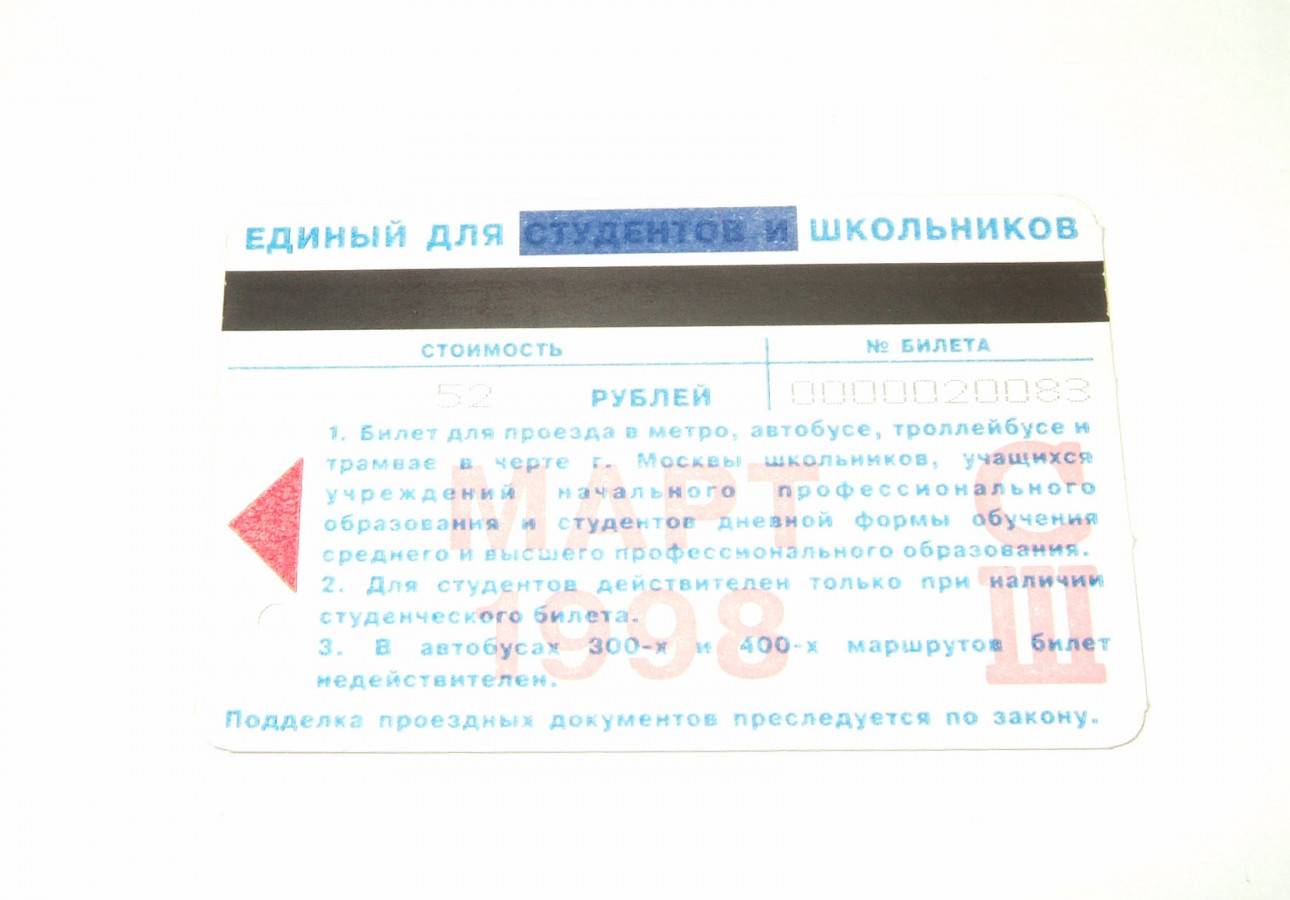 ЕДИНЫЙ ДЛЯ СТУДЕНТОВ И ШКОЛЬНИКОВ
СТОИМОСТЬ № БИЛЕТА
52 РУБЛЕЙ 0000020083
1. Билет для проезда в метро, автобусе, троллейбусе и
трамвае в черте г. Москвы школьников, учащихся
учреждений начального профессионального
образования и студентов дневной формы обучения
среднего и высшего профессионального образования.
2. Для студентов действителен только при наличии
студенческого билета.
3. В автобусах 300-х и 400-х маршрутов билет
недействителен.
Подделка проездных документов преследуется по закону.
МАРТ С
1998 Ш